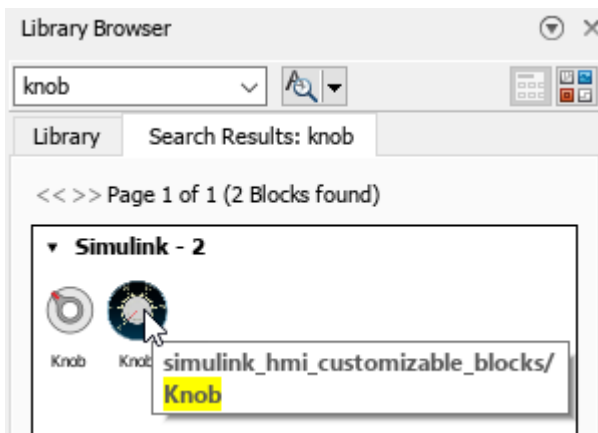 Library Browser
knob
Library Search Results: knob
<< >> Page 1 of 1 (2 Blocks found)
▾ Simulink - 2
Knob Knob
simulink_hmi_customizable_blocks/
Knob